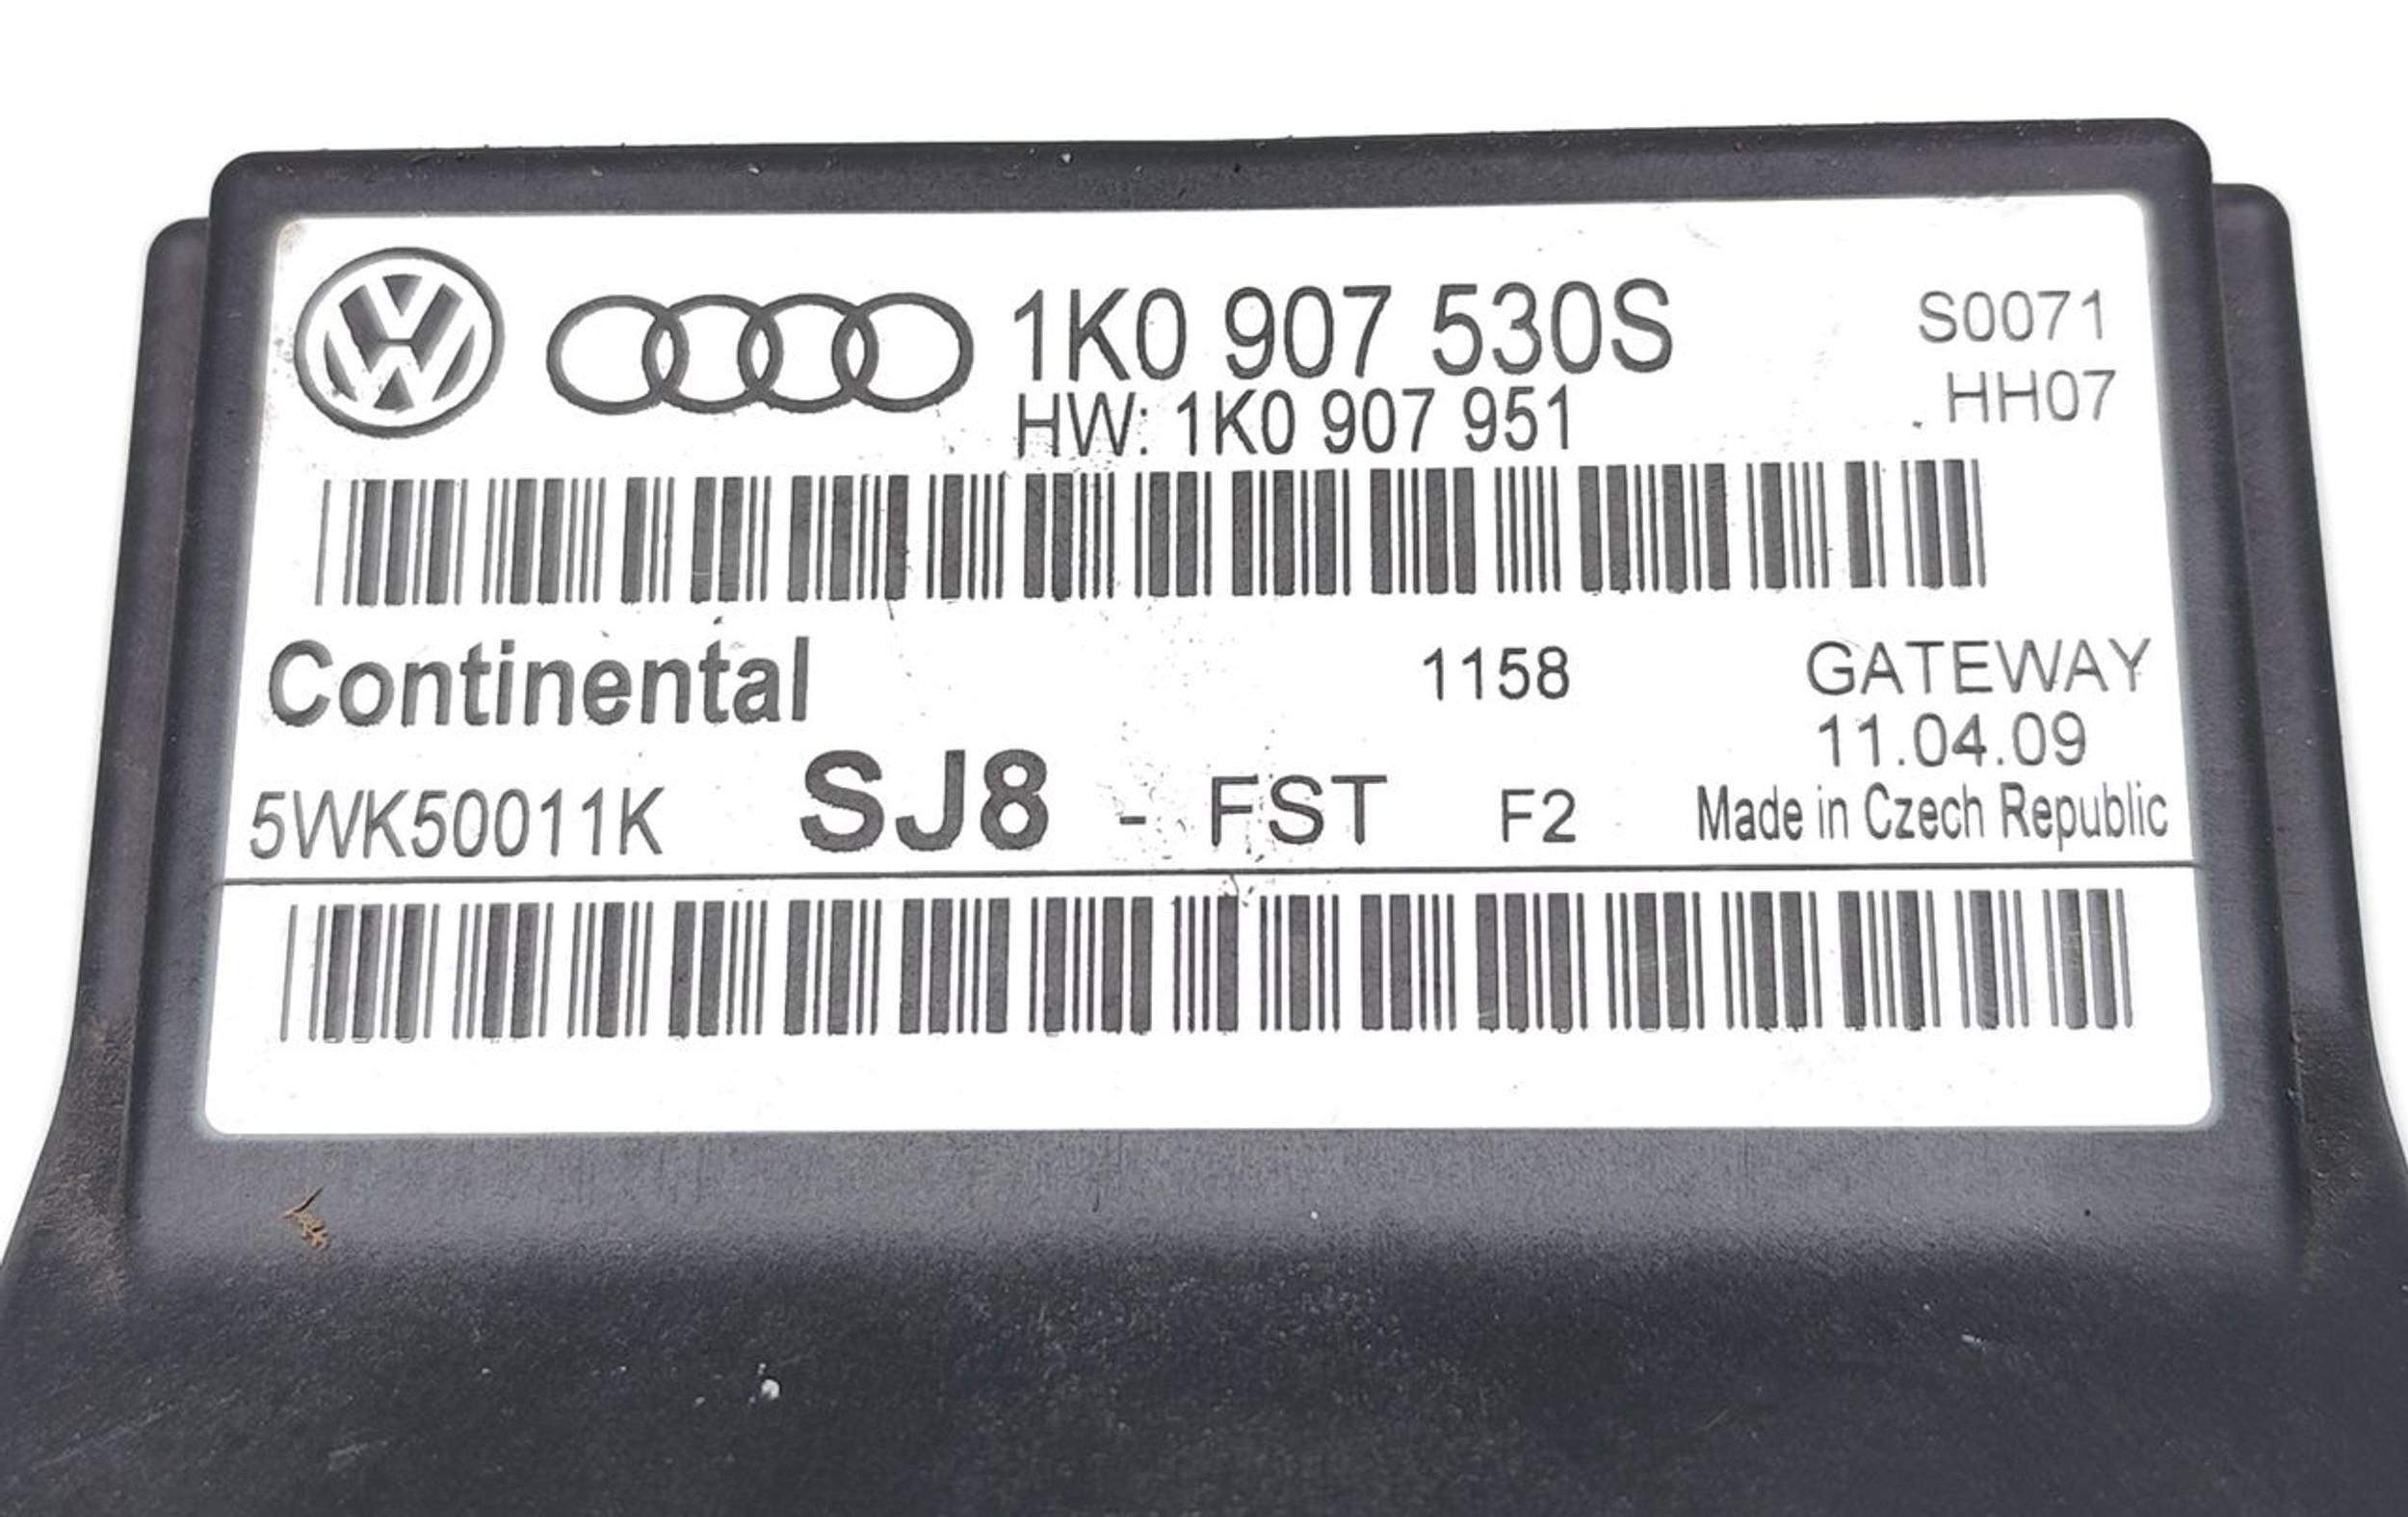 1K0 907 530S S0071
HW: 1K0 907 951 HH07
Continental 1158 GATEWAY
11.04.09
5WK50011K SJ8 - FST F2 Made in Czech Republic